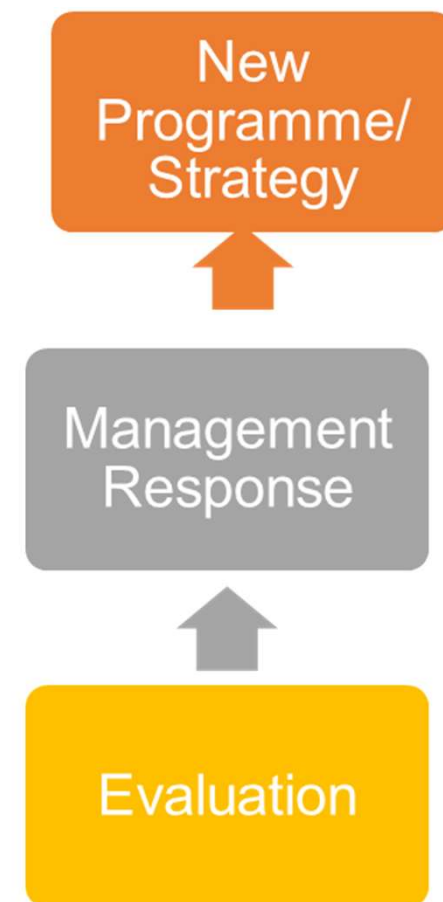 New
Programme/
Strategy
Management
Response
Evaluation